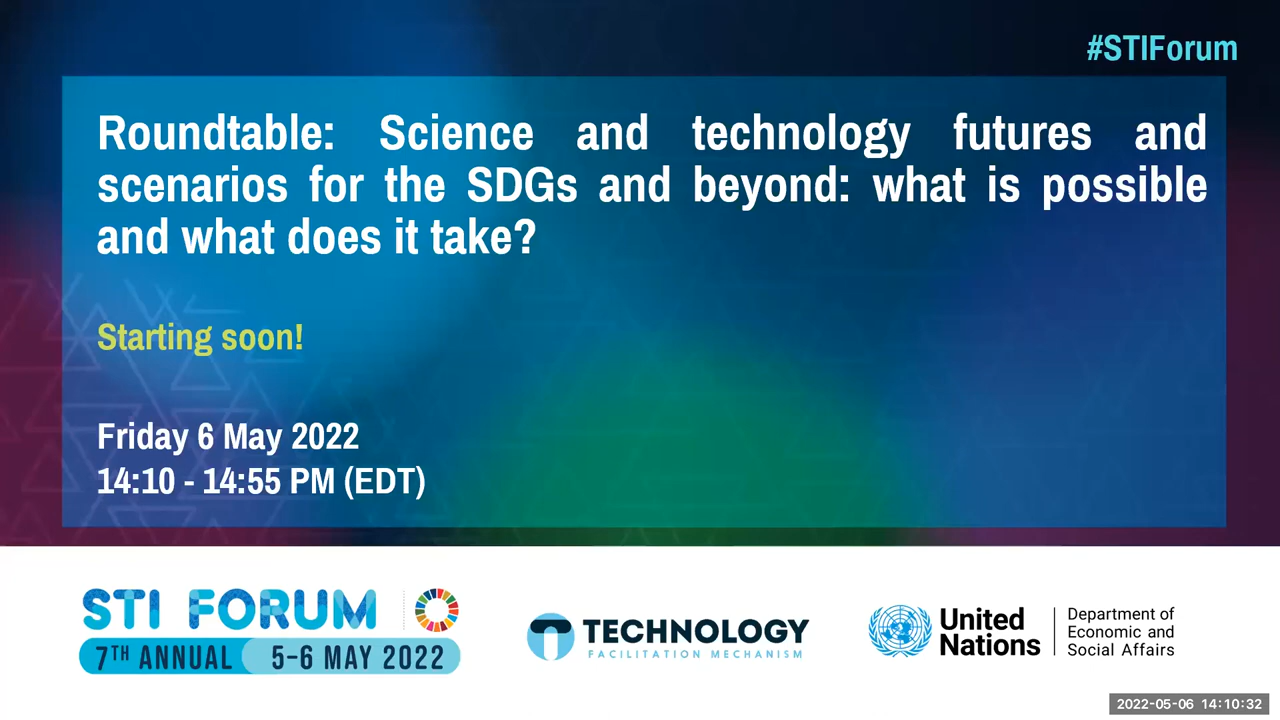 #STIForum
Roundtable: Science and technology futures and
scenarios for the SDGs and beyond: what is possible
and what does it take?
Starting soon!
Friday 6 May 2022
14:10 - 14:55 PM (EDT)
STI FORUM
7TH ANNUAL 5-6 MAY 2022
TECHNOLOGY
FACILITATION MECHANISM
United
Nations
Department of
Economic and
Social Affairs
2022-05-06 14:10:32